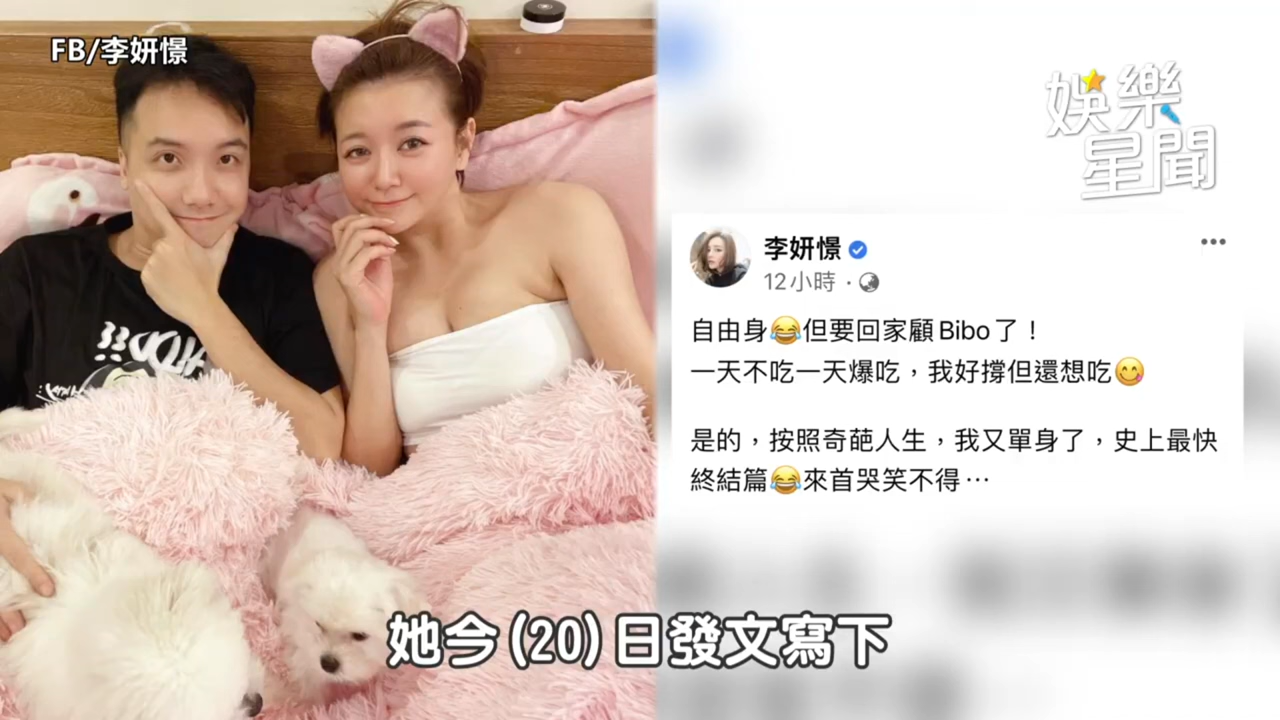 FB/李妍憬
娛樂
星聞
李妍憬
12小時 ·
自由身😂但要回家顧Bibo了！
一天不吃一天爆吃，我好撐但還想吃😋
是的，按照奇葩人生，我又單身了，史上最快
終結篇😂來首哭笑不得…
她今(20)日發文寫下